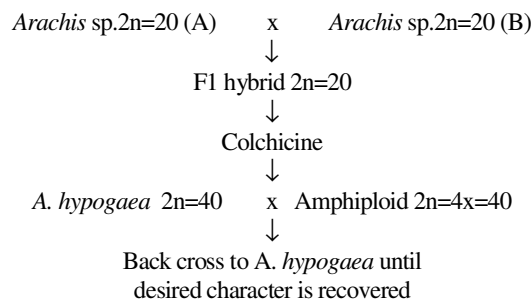 Arachis sp.2n=20 (A) x Arachis sp.2n=20 (B)
↓
F1 hybrid 2n=20
↓
Colchicine
↓
A. hypogaea 2n=40 x Amphiploid 2n=4x=40
↓
Back cross to A. hypogaea until
desired character is recovered